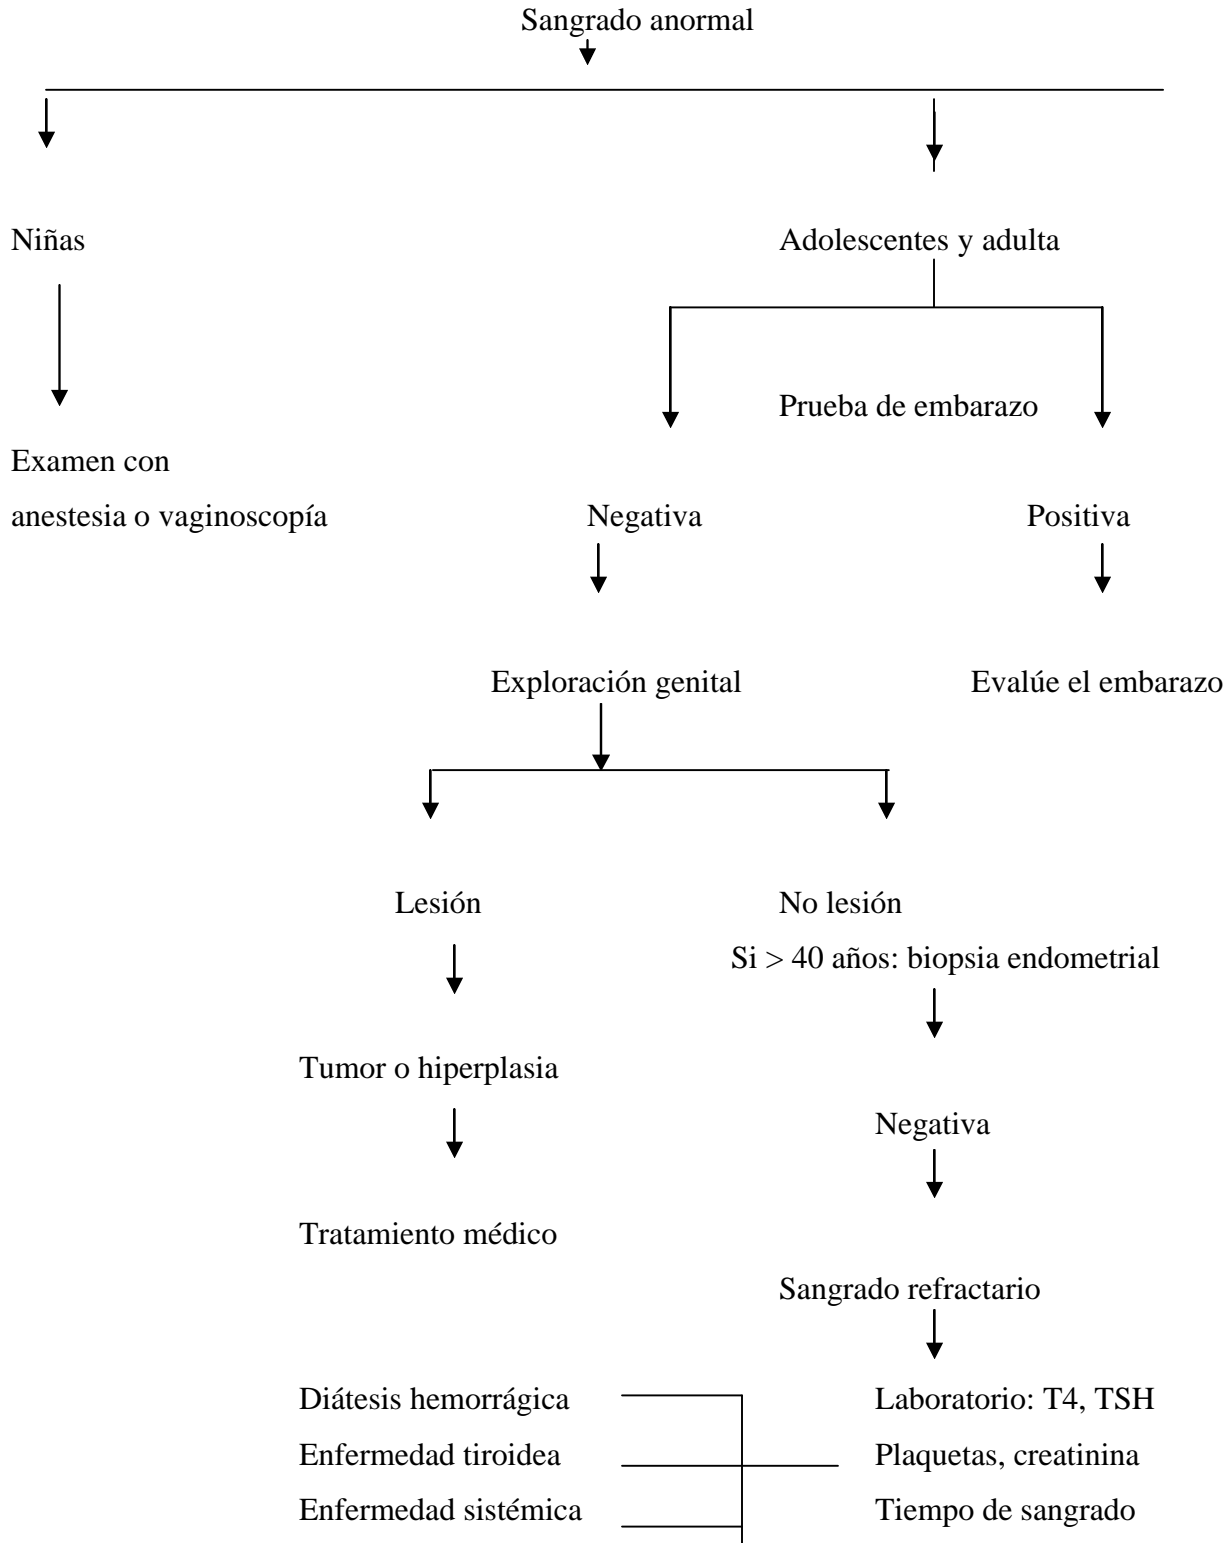 Sangrado anormal
Niñas
Adolescentes y adulta
Prueba de embarazo
Examen con
anestesia o vaginoscopía
Negativa
Positiva
Exploración genital
Evalúe el embarazo
Lesión
No lesión
Si > 40 años: biopsia endometrial
Tumor o hiperplasia
Negativa
Tratamiento médico
Sangrado refractario
Diátesis hemorrágica
Laboratorio: T4, TSH
Enfermedad tiroidea
Plaquetas, creatinina
Enfermedad sistémica
Tiempo de sangrado